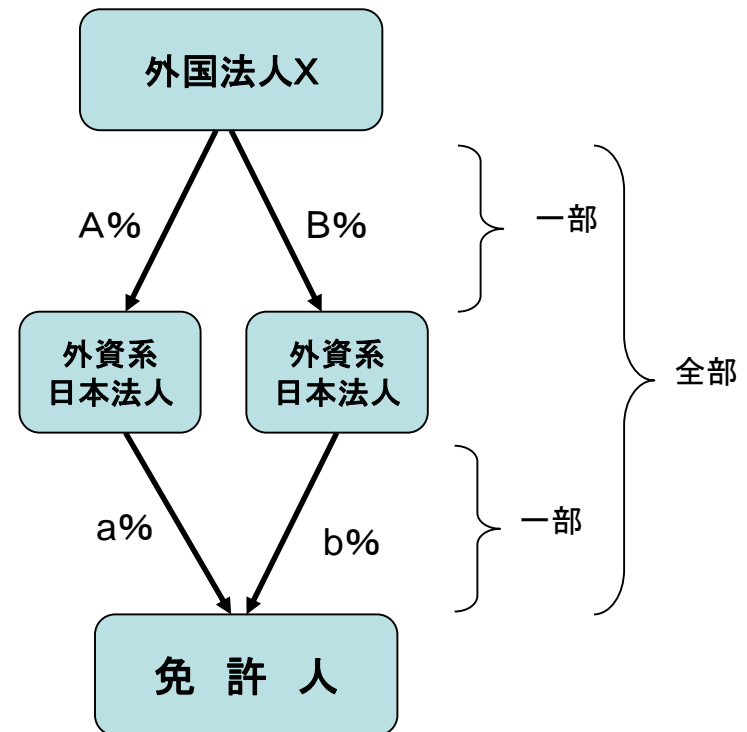 外国法人X
A%
B%
一部
外資系
日本法人
外資系
日本法人
全部
a%
b%
一部
免 許 人